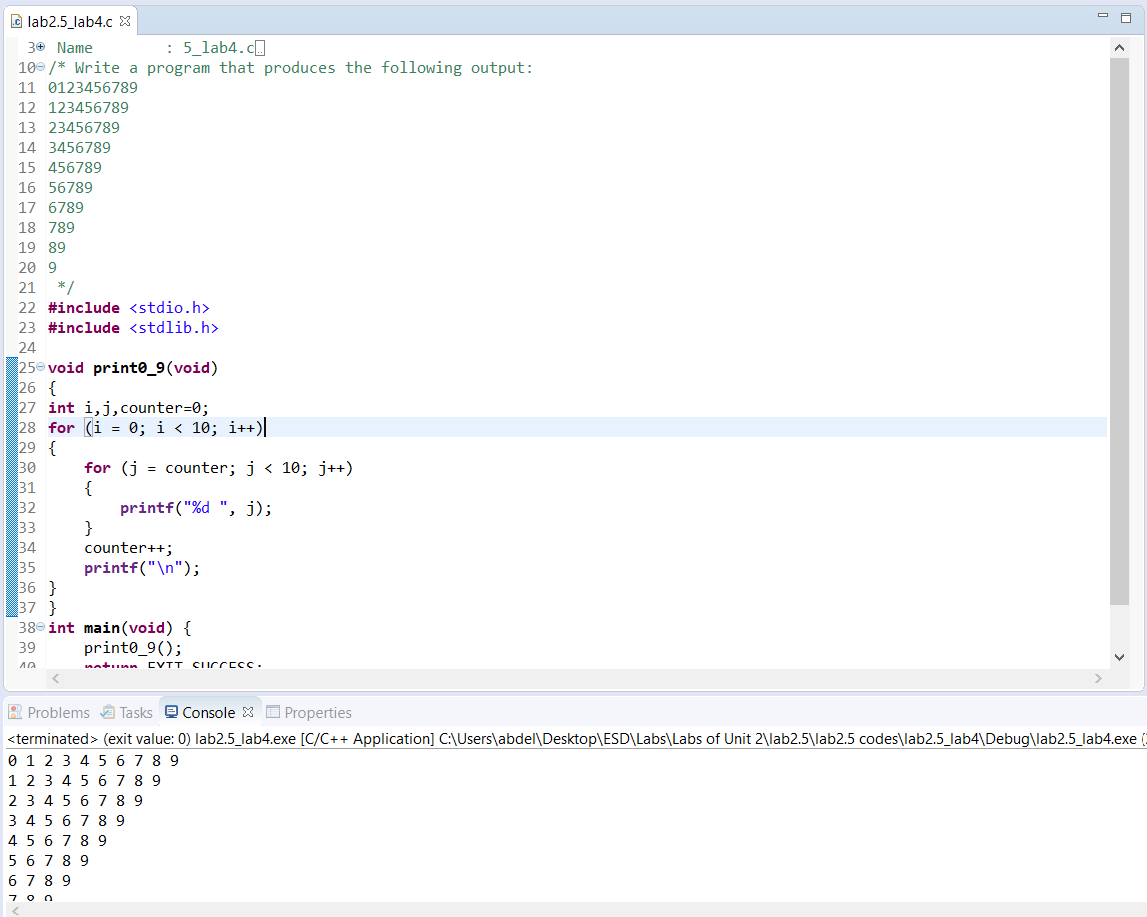 lab2.5_lab4.c
3 Name        : 5_lab4.c
10 /* Write a program that produces the following output:
11 0123456789
12 123456789
13 23456789
14 3456789
15 456789
16 56789
17 6789
18 789
19 89
20 9
21  */
22 #include <stdio.h>
23 #include <stdlib.h>
24
25 void print0_9(void)
26 {
27 int i,j,counter=0;
28 for (i = 0; i < 10; i++)
29 {
30     for (j = counter; j < 10; j++)
31     {
32         printf("%d ", j);
33     }
34     counter++;
35     printf("\n");
36 }
37 }
38 int main(void) {
39     print0_9();
40     return EXIT_SUCCESS;
Problems Tasks Console Properties
<terminated> (exit value: 0) lab2.5_lab4.exe [C/C++ Application] C:\Users\abdel\Desktop\ESD\Labs\Labs of Unit 2\lab2.5\lab2.5 codes\lab2.5_lab4\Debug\lab2.5_lab4.exe (
0 1 2 3 4 5 6 7 8 9
1 2 3 4 5 6 7 8 9
2 3 4 5 6 7 8 9
3 4 5 6 7 8 9
4 5 6 7 8 9
5 6 7 8 9
6 7 8 9
7 8 9